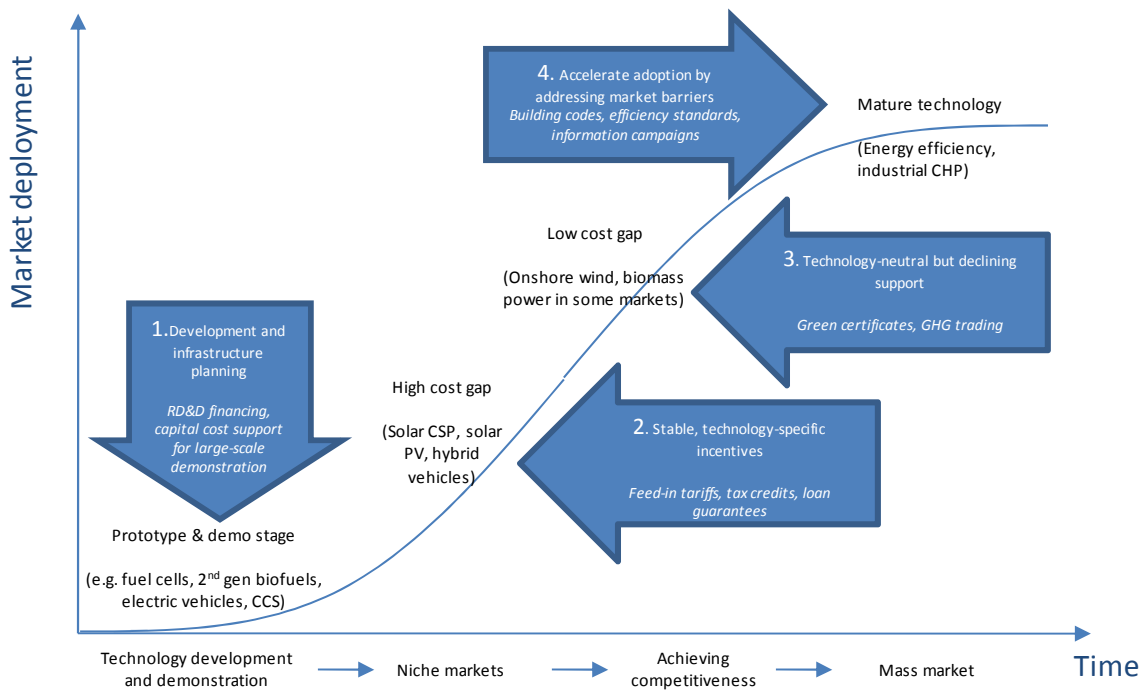 Market deployment
4. Accelerate adoption by
addressing market barriers
Building codes, efficiency standards,
information campaigns
Mature technology
(Energy efficiency,
industrial CHP)
Low cost gap
(Onshore wind, biomass
power in some markets)
3. Technology-neutral but declining
support
Green certificates, GHG trading
1.Development and
infrastructure
planning
RD&D financing,
capital cost support
for large-scale
demonstration
High cost gap
(Solar CSP, solar
PV, hybrid
vehicles)
2. Stable, technology-specific
incentives
Feed-in tariffs, tax credits, loan
guarantees
Prototype & demo stage
(e.g. fuel cells, 2nd gen biofuels,
electric vehicles, CCS)
Technology development
and demonstration
Niche markets
Achieving
competitiveness
Mass market
Time